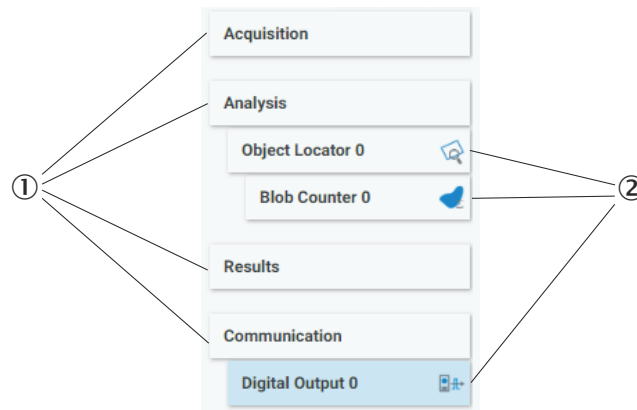 Acquisition
Analysis
Object Locator 0
① ②
Blob Counter 0
Results
Communication
Digital Output 0